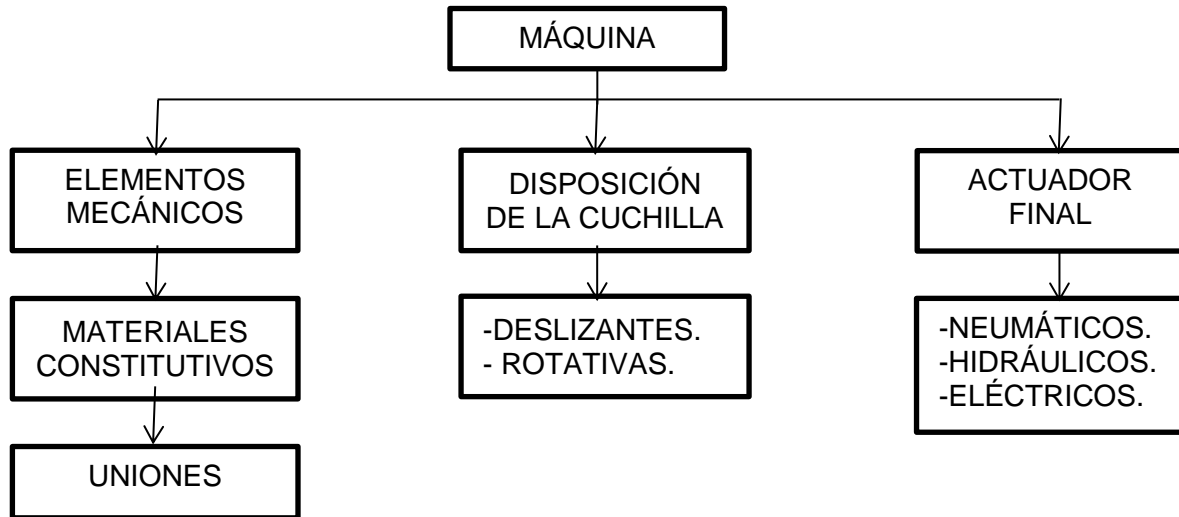 MÁQUINA
ELEMENTOS
MECÁNICOS
DISPOSICIÓN
DE LA CUCHILLA
ACTUADOR
FINAL
MATERIALES
CONSTITUTIVOS
-DESLIZANTES.
- ROTATIVAS.
-NEUMÁTICOS.
-HIDRÁULICOS.
-ELÉCTRICOS.
UNIONES